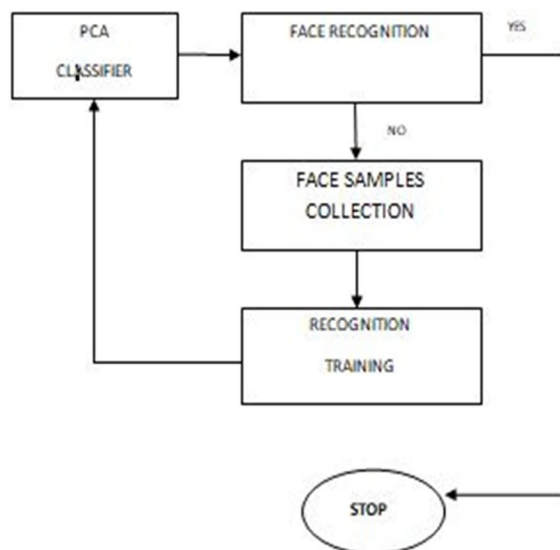 PCA
CLASSIFIER
FACE RECOGNITION
YES
NO
FACE SAMPLES
COLLECTION
RECOGNITION
TRAINING
STOP